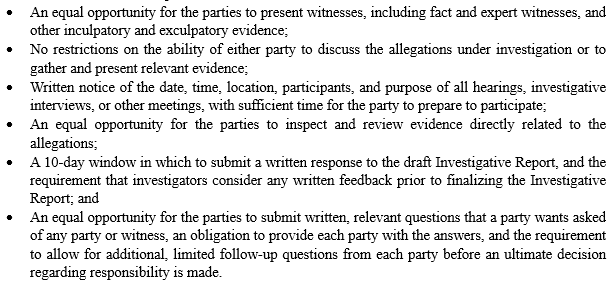 • An equal opportunity for the parties to present witnesses, including fact and expert witnesses, and
other inculpatory and exculpatory evidence;
• No restrictions on the ability of either party to discuss the allegations under investigation or to
gather and present relevant evidence;
• Written notice of the date, time, location, participants, and purpose of all hearings, investigative
interviews, or other meetings, with sufficient time for the party to prepare to participate;
• An equal opportunity for the parties to inspect and review evidence directly related to the
allegations;
• A 10-day window in which to submit a written response to the draft Investigative Report, and the
requirement that investigators consider any written feedback prior to finalizing the Investigative
Report; and
• An equal opportunity for the parties to submit written, relevant questions that a party wants asked
of any party or witness, an obligation to provide each party with the answers, and the requirement
to allow for additional, limited follow-up questions from each party before an ultimate decision
regarding responsibility is made.